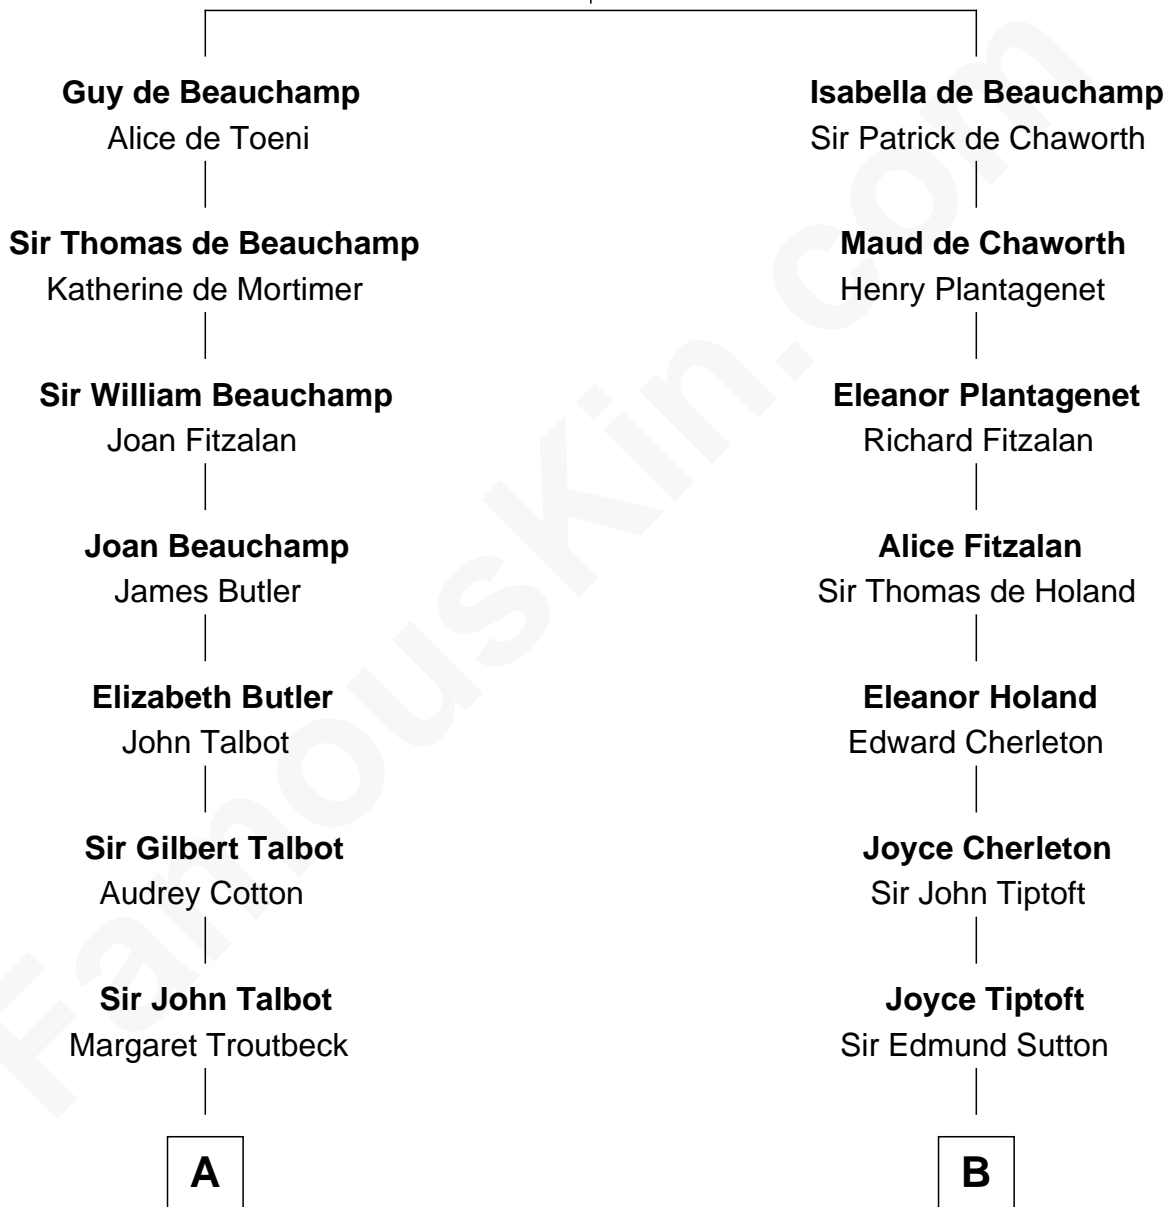 Guy de Beauchamp
Alice de Toeni
Isabella de Beauchamp
Sir Patrick de Chaworth
Sir Thomas de Beauchamp
Katherine de Mortimer
Maud de Chaworth
Henry Plantagenet
Sir William Beauchamp
Joan Fitzalan
Eleanor Plantagenet
Richard Fitzalan
Joan Beauchamp
James Butler
Alice Fitzalan
Sir Thomas de Holand
Elizabeth Butler
John Talbot
Eleanor Holand
Edward Cherleton
Sir Gilbert Talbot
Audrey Cotton
Joyce Cherleton
Sir John Tiptoft
Sir John Talbot
Margaret Troutbeck
Joyce Tiptoft
Sir Edmund Sutton
A
B
FamousKin.com